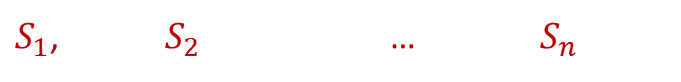 S₁, S₂ ... Sₙ